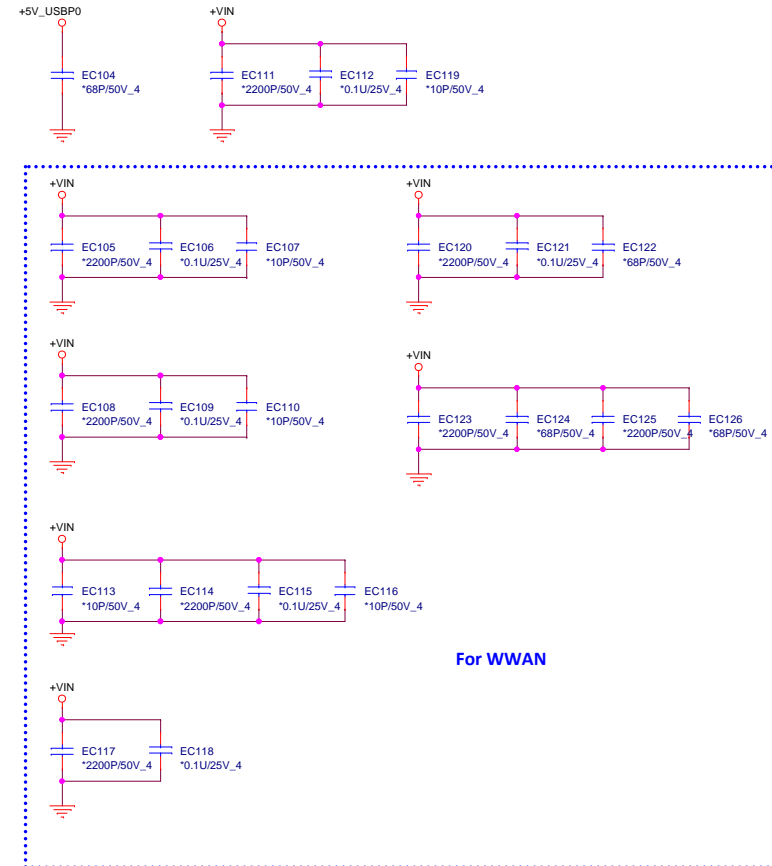 +5V_USBP0
EC104
*68P/50V_4
+VIN
EC111
*2200P/50V_4
EC112
*0.1U/25V_4
EC119
*10P/50V_4
+VIN
EC105
*2200P/50V_4
EC106
*0.1U/25V_4
EC107
*10P/50V_4
+VIN
EC120
*2200P/50V_4
EC121
*0.1U/25V_4
EC122
*68P/50V_4
+VIN
EC108
*2200P/50V_4
EC109
*0.1U/25V_4
EC110
*10P/50V_4
+VIN
EC123
*2200P/50V_4
EC124
*68P/50V_4
EC125
*2200P/50V_4
EC126
*68P/50V_4
+VIN
EC113
*10P/50V_4
EC114
*2200P/50V_4
EC115
*0.1U/25V_4
EC116
*10P/50V_4
For WWAN
+VIN
EC117
*2200P/50V_4
EC118
*0.1U/25V_4